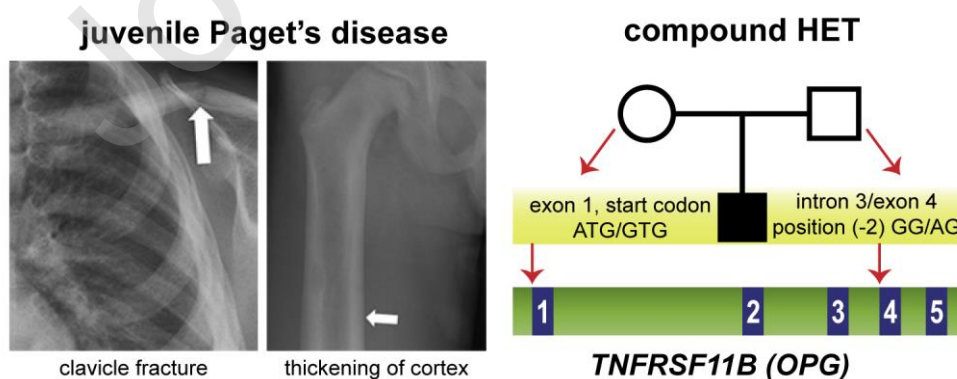 juvenile Paget's disease
compound HET
exon 1, start codon
ATG/GTG
intron 3/exon 4
position (-2) GG/AG
1
2
3
4
5
clavicle fracture
thickening of cortex
TNFRSF11B (OPG)